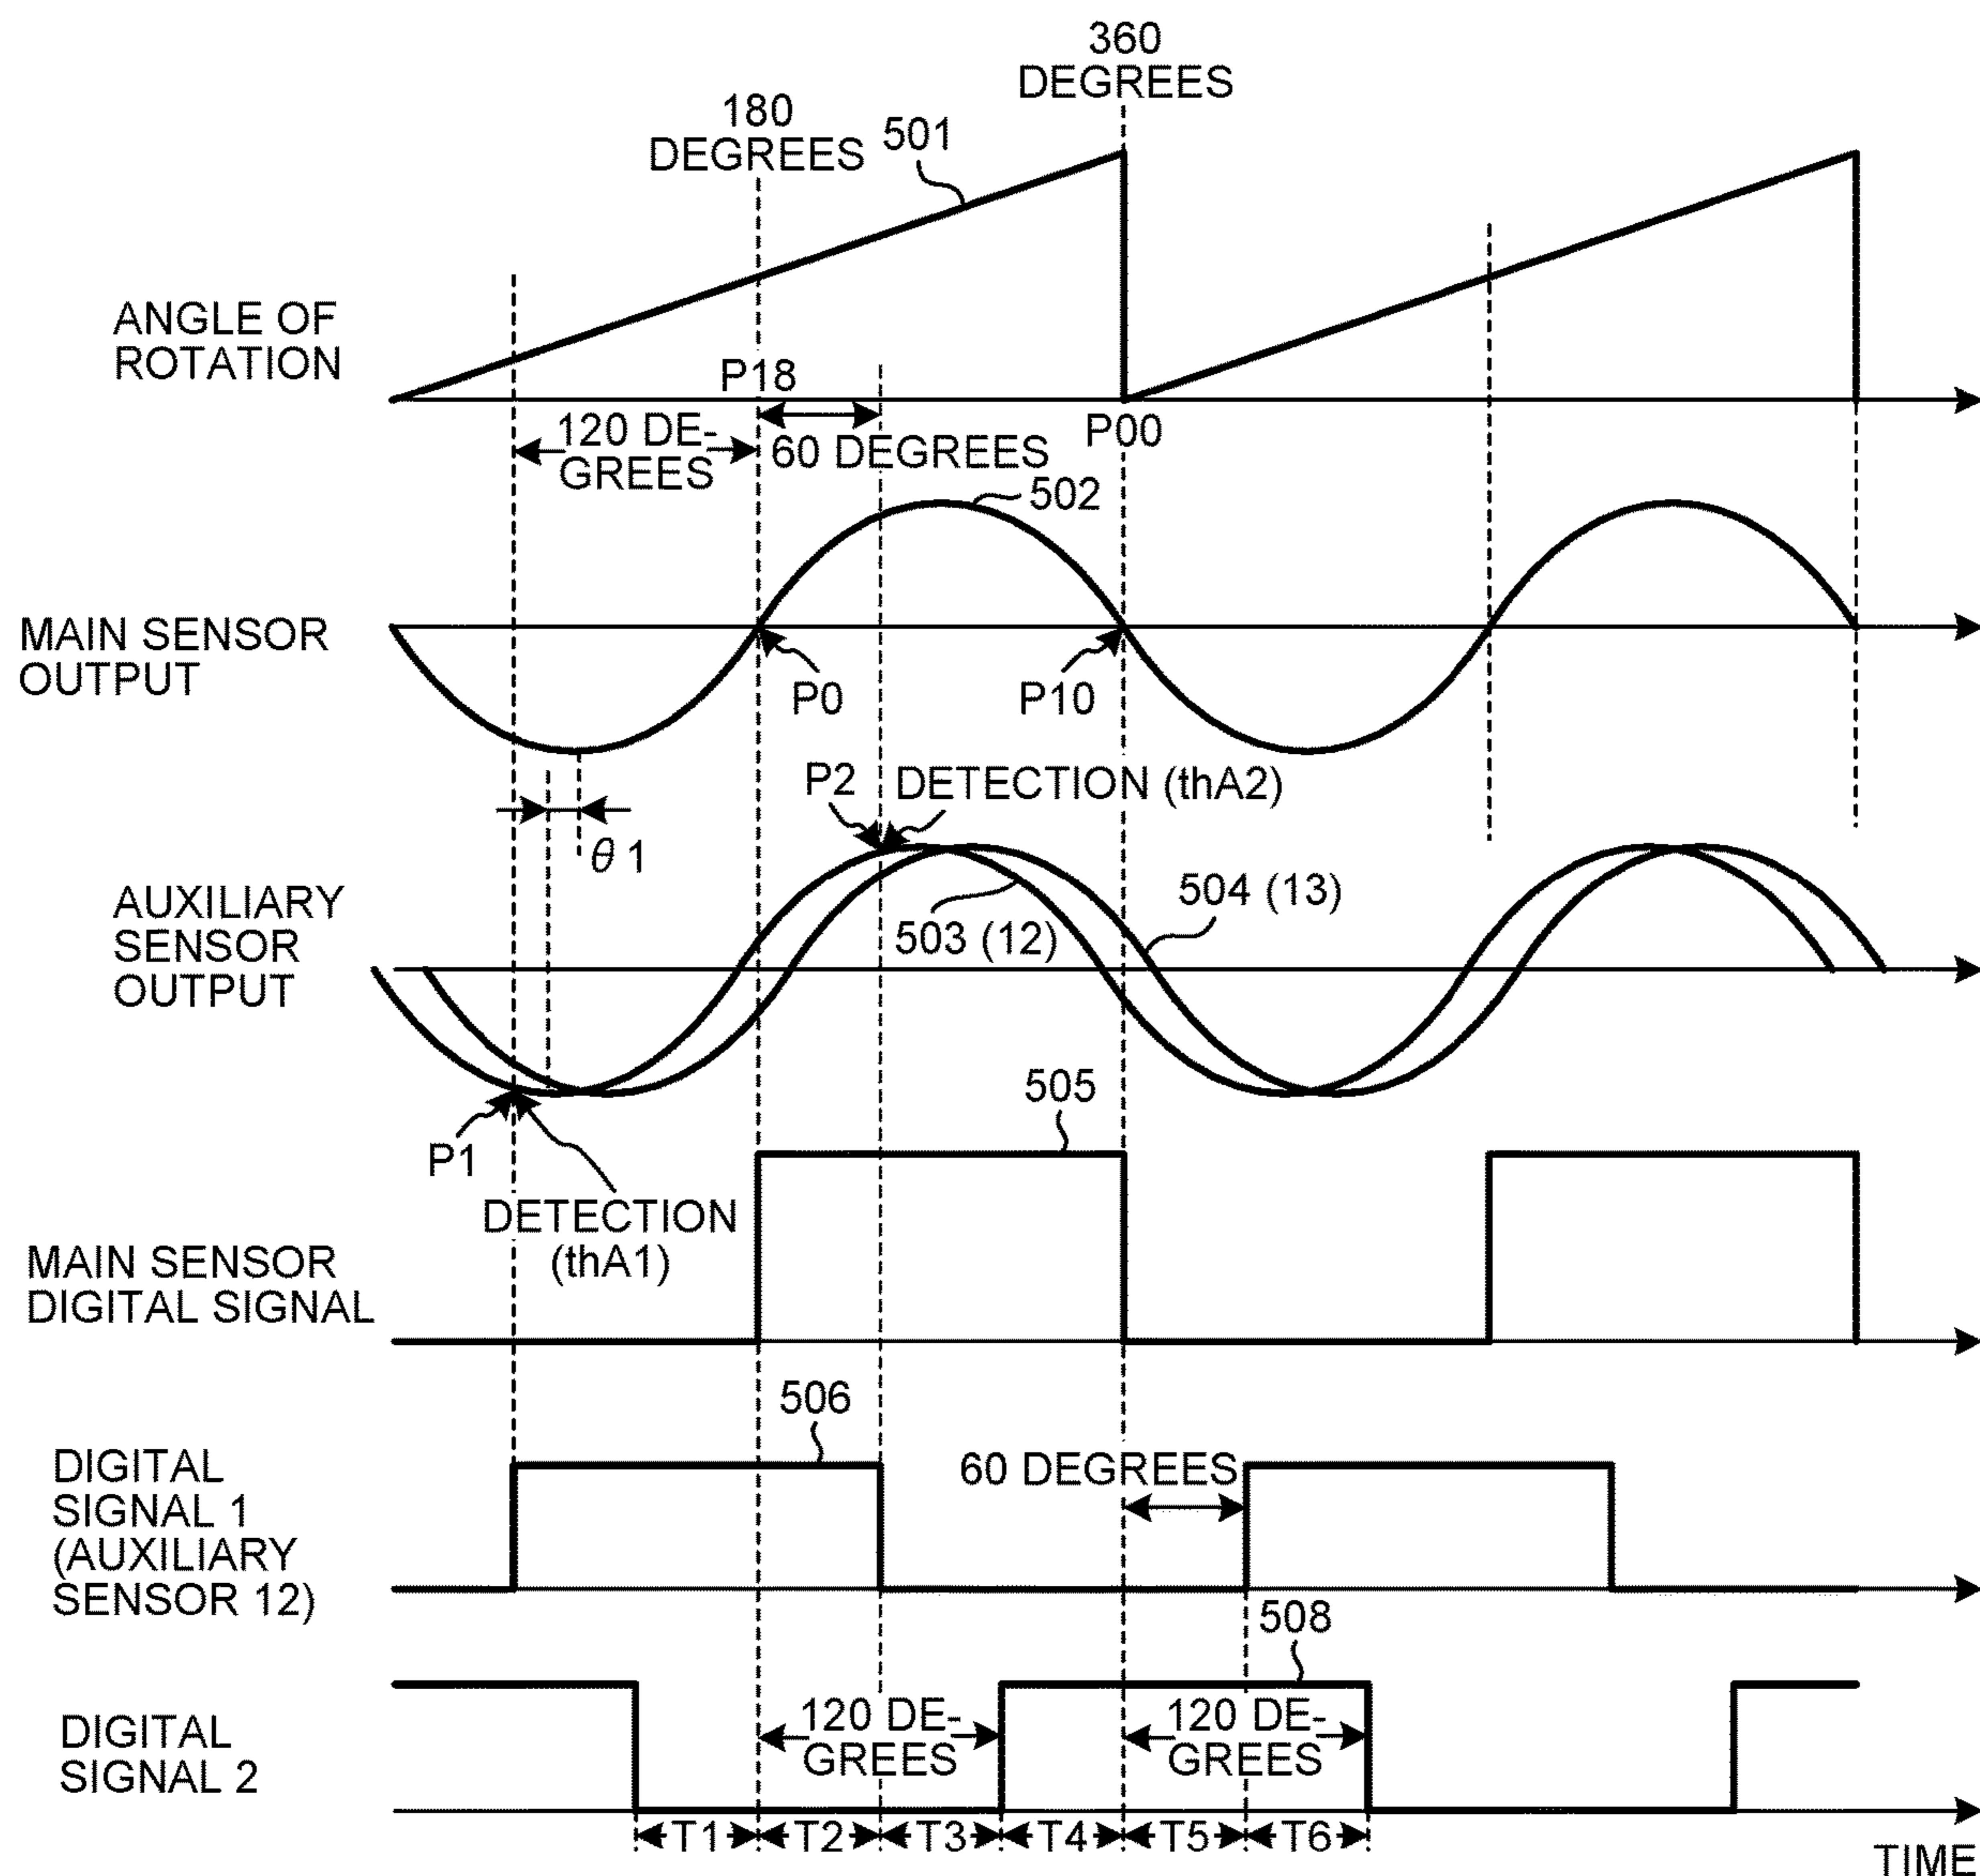 360
DEGREES
180
DEGREES
501
ANGLE OF
ROTATION
P18
P00
120 DE-
GREES
60 DEGREES
502
MAIN SENSOR
OUTPUT
P0
P10
θ1
P2
DETECTION (thA2)
AUXILIARY
SENSOR
OUTPUT
503 (12)
504 (13)
P1
DETECTION
(thA1)
505
MAIN SENSOR
DIGITAL SIGNAL
506
DIGITAL
SIGNAL 1
(AUXILIARY
SENSOR 12)
60 DEGREES
508
DIGITAL
SIGNAL 2
120 DE-
GREES
120 DE-
GREES
T1 T2 T3 T4 T5 T6
TIME